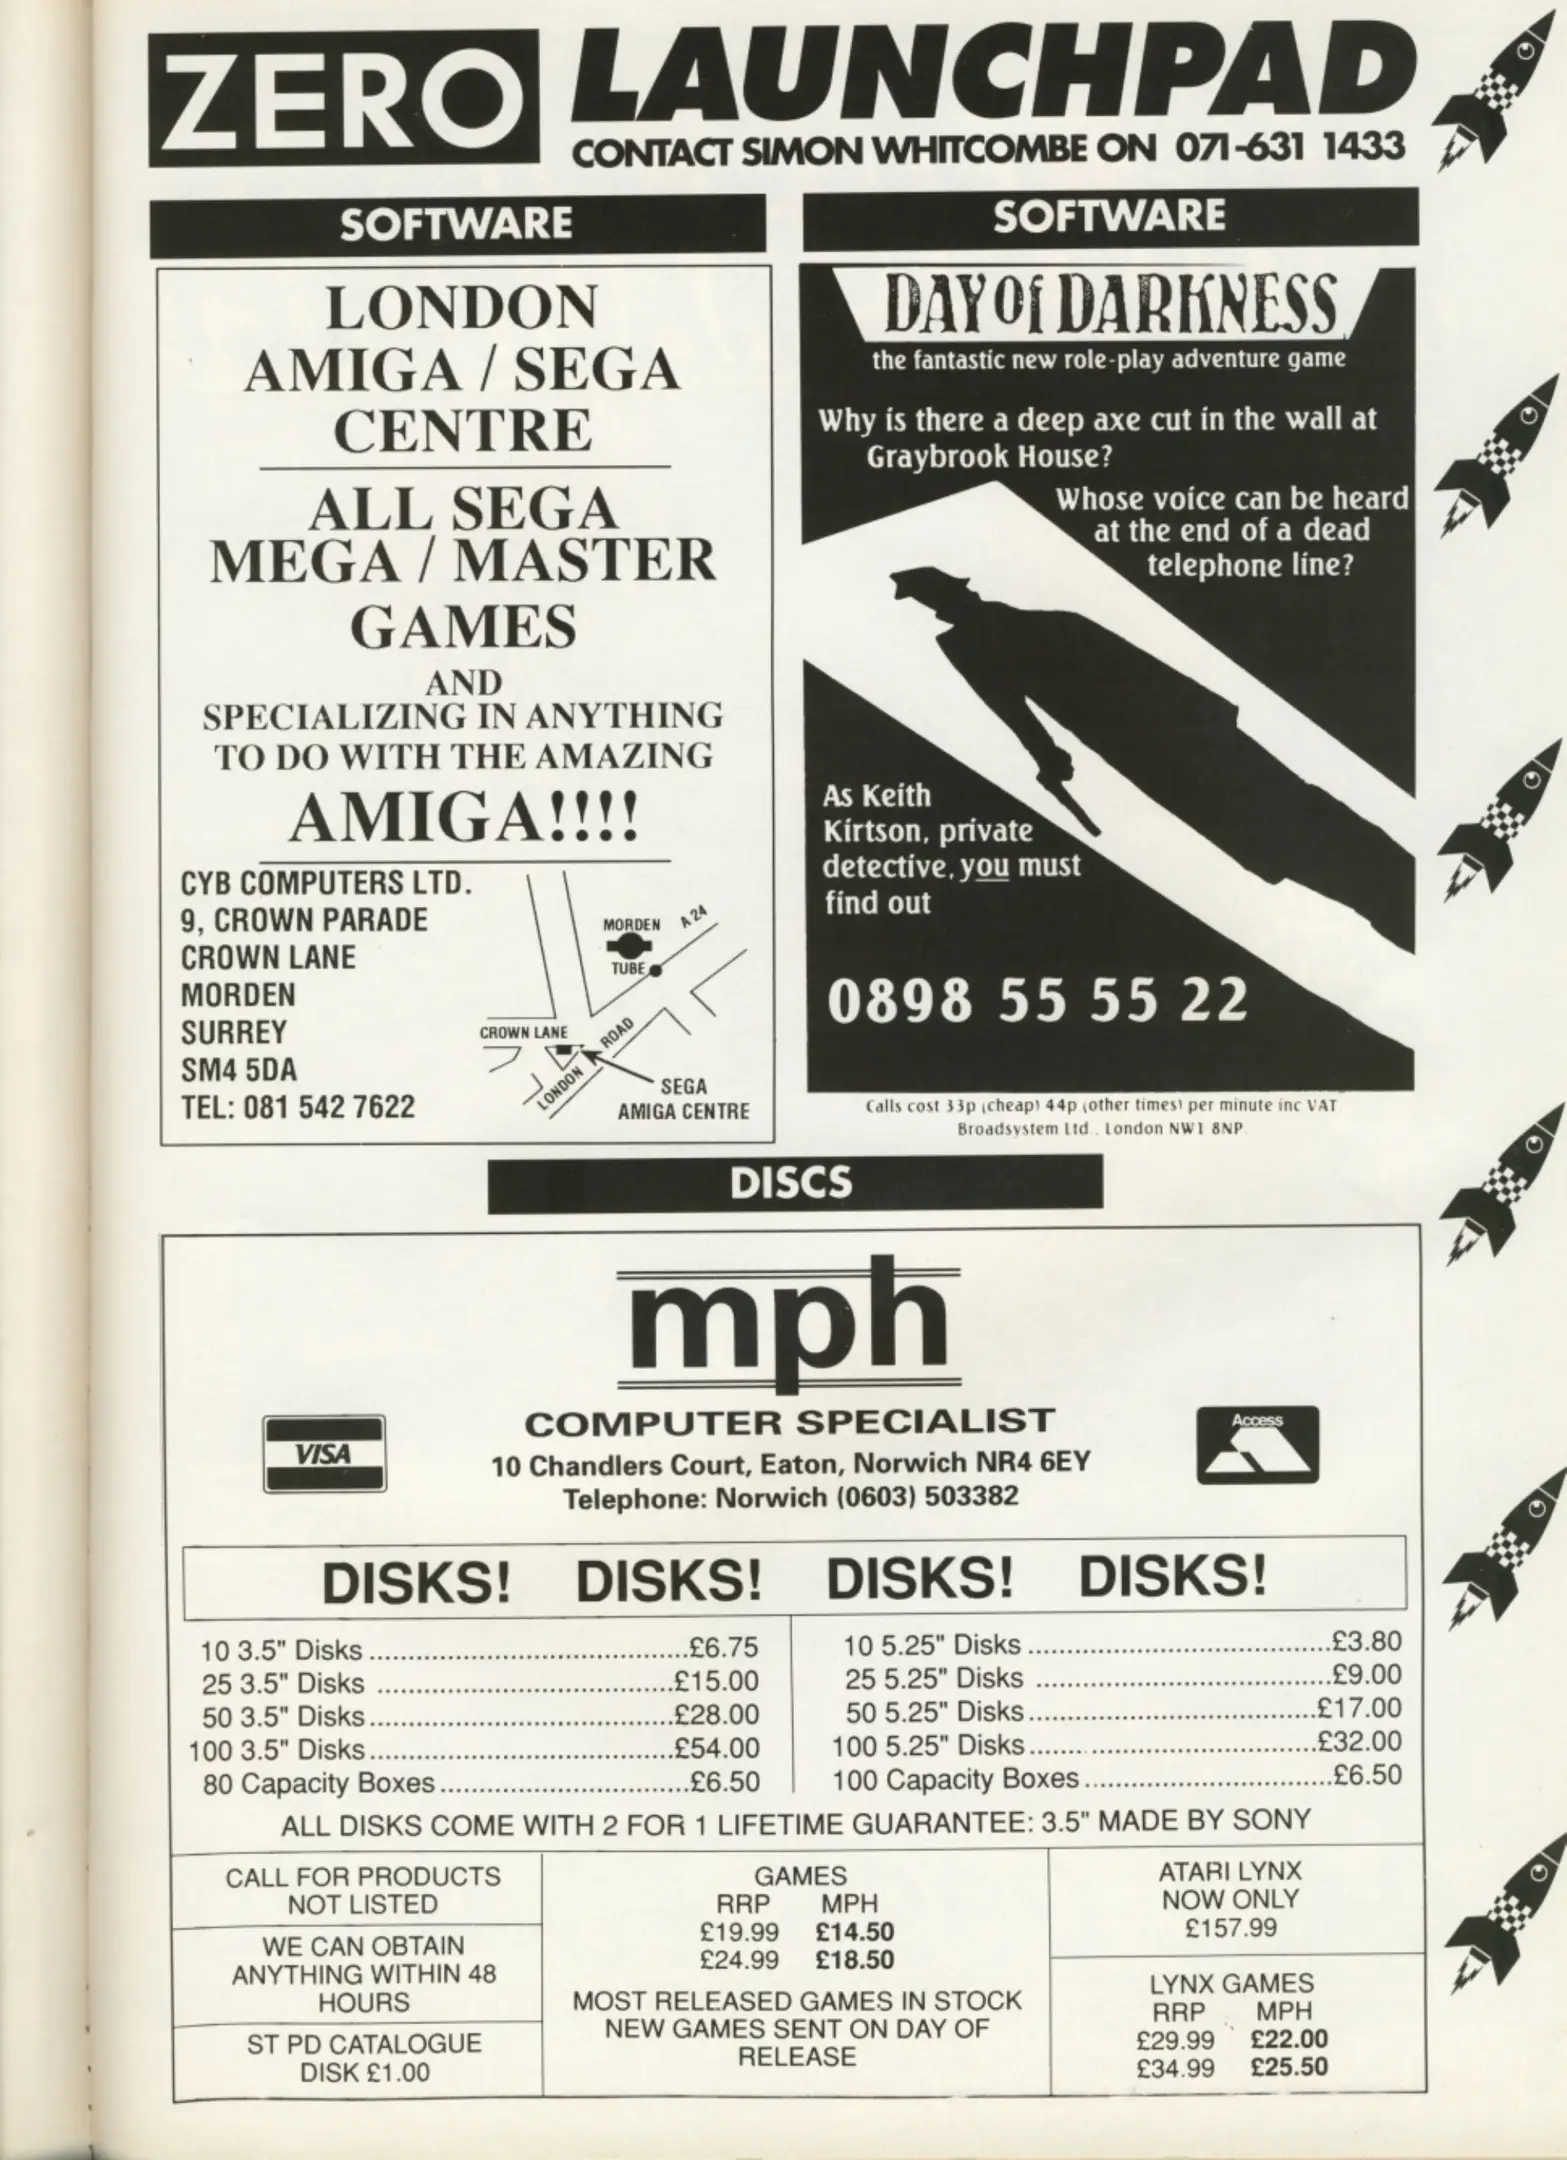 ZERO LAUNCHPAD
CONTACT SIMON WHITCOMBE ON 071-631 1433
SOFTWARE
LONDON
AMIGA / SEGA
CENTRE
ALL SEGA
MEGA / MASTER
GAMES
AND
SPECIALIZING IN ANYTHING
TO DO WITH THE AMAZING
AMIGA!!!!
CYB COMPUTERS LTD.
9, CROWN PARADE
CROWN LANE
MORDEN
SURREY
SM4 5DA
TEL: 081 542 7622
MORDEN
TUBE
A 24
CROWN LANE
LONDON ROAD
SEGA
AMIGA CENTRE
SOFTWARE
DAY Of DARKNESS
the fantastic new role-play adventure game
Why is there a deep axe cut in the wall at
Graybrook House?
Whose voice can be heard
at the end of a dead
telephone line?
As Keith
Kirtson, private
detective, you must
find out
0898 55 55 22
Calls cost 33p (cheap) 44p (other times) per minute inc VAT
Broadsystem Ltd., London NW1 8NP
DISCS
mph
COMPUTER SPECIALIST
10 Chandlers Court, Eaton, Norwich NR4 6EY
Telephone: Norwich (0603) 503382
VISA
Access
DISKS! DISKS! DISKS! DISKS!
10 3.5" Disks ........................................£6.75
25 3.5" Disks .....................................£15.00
50 3.5" Disks......................................£28.00
100 3.5" Disks......................................£54.00
80 Capacity Boxes...............................£6.50
10 5.25" Disks ......................................£3.80
25 5.25" Disks .....................................£9.00
50 5.25" Disks....................................£17.00
100 5.25" Disks....................................£32.00
100 Capacity Boxes...............................£6.50
ALL DISKS COME WITH 2 FOR 1 LIFETIME GUARANTEE: 3.5" MADE BY SONY
CALL FOR PRODUCTS
NOT LISTED
WE CAN OBTAIN
ANYTHING WITHIN 48
HOURS
ST PD CATALOGUE
DISK £1.00
GAMES
RRP MPH
£19.99 £14.50
£24.99 £18.50
MOST RELEASED GAMES IN STOCK
NEW GAMES SENT ON DAY OF
RELEASE
ATARI LYNX
NOW ONLY
£157.99
LYNX GAMES
RRP MPH
£29.99 £22.00
£34.99 £25.50